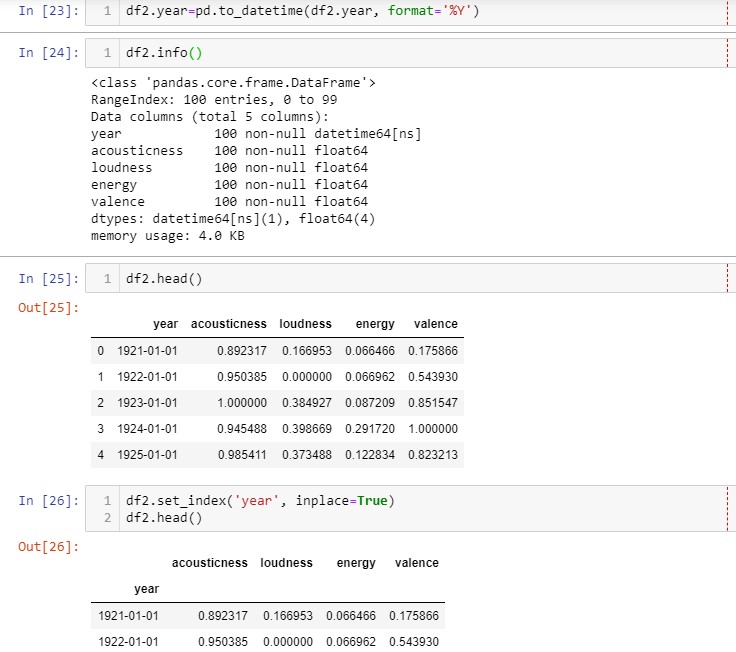 In [23]: 1 df2.year=pd.to_datetime(df2.year, format='%Y')
In [24]: 1 df2.info()
<class 'pandas.core.frame.DataFrame'>
RangeIndex: 100 entries, 0 to 99
Data columns (total 5 columns):
year            100 non-null datetime64[ns]
acousticness    100 non-null float64
loudness        100 non-null float64
energy          100 non-null float64
valence         100 non-null float64
dtypes: datetime64[ns](1), float64(4)
memory usage: 4.0 KB
In [25]: 1 df2.head()
Out[25]:
year acousticness loudness energy valence
0 1921-01-01 0.892317 0.166953 0.066466 0.175866
1 1922-01-01 0.950385 0.000000 0.066962 0.543930
2 1923-01-01 1.000000 0.384927 0.087209 0.851547
3 1924-01-01 0.945488 0.398669 0.291720 1.000000
4 1925-01-01 0.985411 0.373488 0.122834 0.823213
In [26]: 1 df2.set_index('year', inplace=True)
2 df2.head()
Out[26]:
acousticness loudness energy valence
year
1921-01-01 0.892317 0.166953 0.066466 0.175866
1922-01-01 0.950385 0.000000 0.066962 0.543930